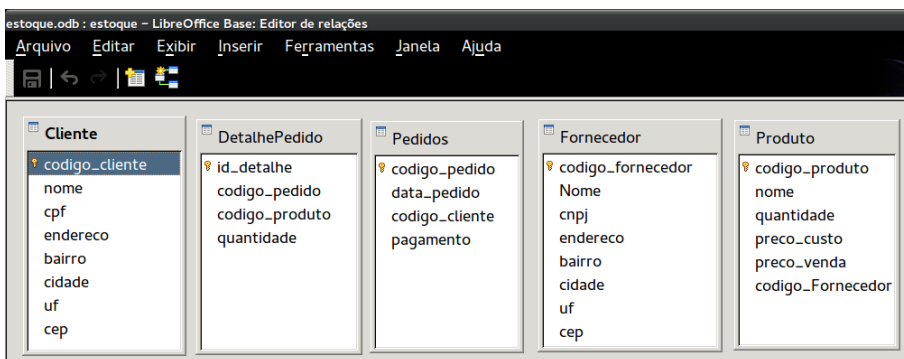 estoque.odb : estoque – LibreOffice Base: Editor de relações
Arquivo Editar Exibir Inserir Ferramentas Janela Ajuda
Cliente
codigo_cliente
nome
cpf
endereco
bairro
cidade
uf
cep
DetalhePedido
id_detalhe
codigo_pedido
codigo_produto
quantidade
Pedidos
codigo_pedido
data_pedido
codigo_cliente
pagamento
Fornecedor
codigo_fornecedor
Nome
cnpj
endereco
bairro
cidade
uf
cep
Produto
codigo_produto
nome
quantidade
preco_custo
preco_venda
codigo_Fornecedor